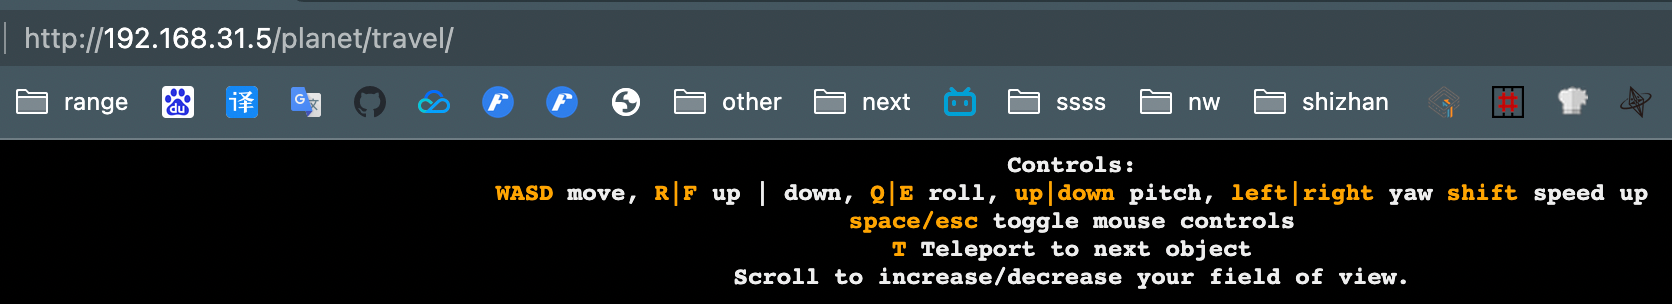 http://192.168.31.5/planet/travel/
range du 译 G 文 other next ssss nw shizhan
Controls:
WASD move, R|F up | down, Q|E roll, up|down pitch, left|right yaw shift speed up
space/esc toggle mouse controls
T Teleport to next object
Scroll to increase/decrease your field of view.